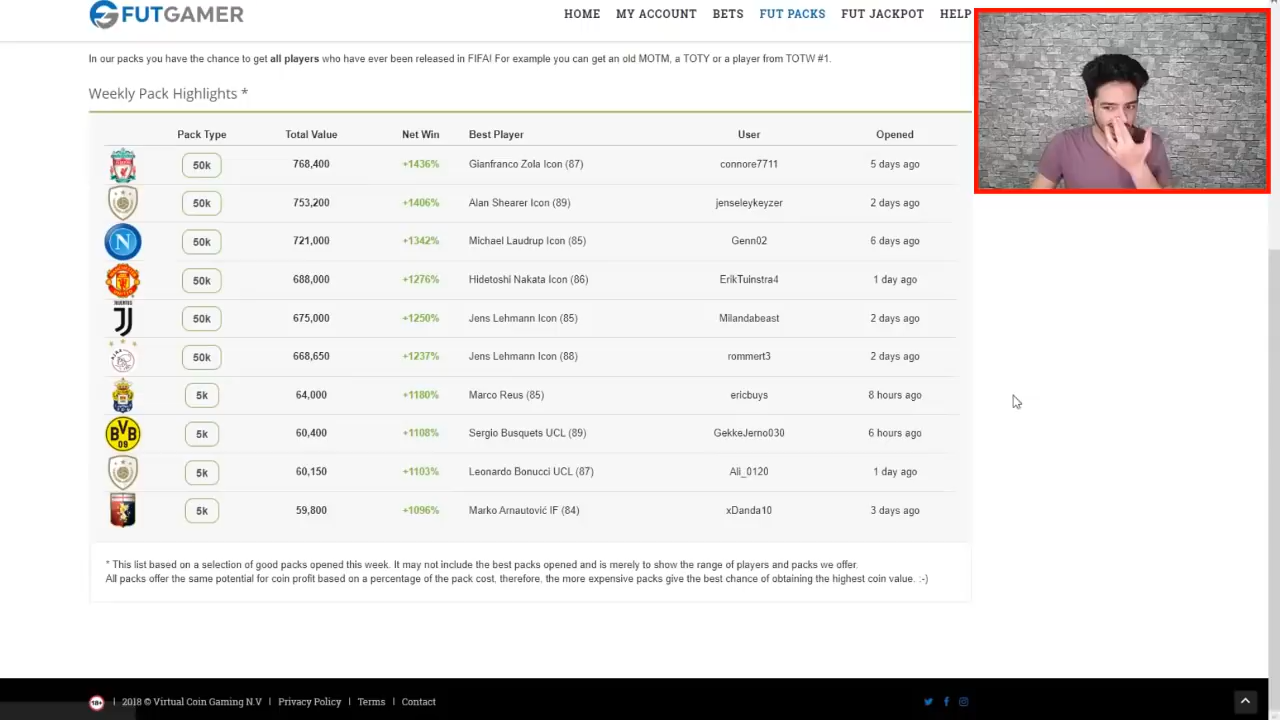 FUTGAMER
HOME MY ACCOUNT BETS FUT PACKS FUT JACKPOT HELP
In our packs you have the chance to get all players who have ever been released in FIFA! For example you can get an old MOTM, a TOTY or a player from TOTW #1.
Weekly Pack Highlights *
Pack Type Total Value Net Win Best Player User Opened
50k 768,400 +1436% Gianfranco Zola Icon (87) connore7711 5 days ago
50k 753,200 +1406% Alan Shearer Icon (89) jenseleykeyzer 2 days ago
N 50k 721,000 +1342% Michael Laudrup Icon (85) Genn02 6 days ago
50k 688,000 +1276% Hidetoshi Nakata Icon (86) ErikTuinstra4 1 day ago
JUVENTUS 50k 675,000 +1250% Jens Lehmann Icon (85) Milandabeast 2 days ago
50k 668,650 +1237% Jens Lehmann Icon (88) rommert3 2 days ago
5k 64,000 +1180% Marco Reus (85) ericbuys 8 hours ago
BVB 09 5k 60,400 +1108% Sergio Busquets UCL (89) GekkeJerno030 6 hours ago
5k 60,150 +1103% Leonardo Bonucci UCL (87) Ali_0120 1 day ago
5k 59,800 +1096% Marko Arnautović IF (84) xDanda10 3 days ago
* This list based on a selection of good packs opened this week. It may not include the best packs opened and is merely to show the range of players and packs we offer.
All packs offer the same potential for coin profit based on a percentage of the pack cost, therefore, the more expensive packs give the best chance of obtaining the highest coin value. :-)
18+ | 2018 © Virtual Coin Gaming N.V | Privacy Policy | Terms | Contact